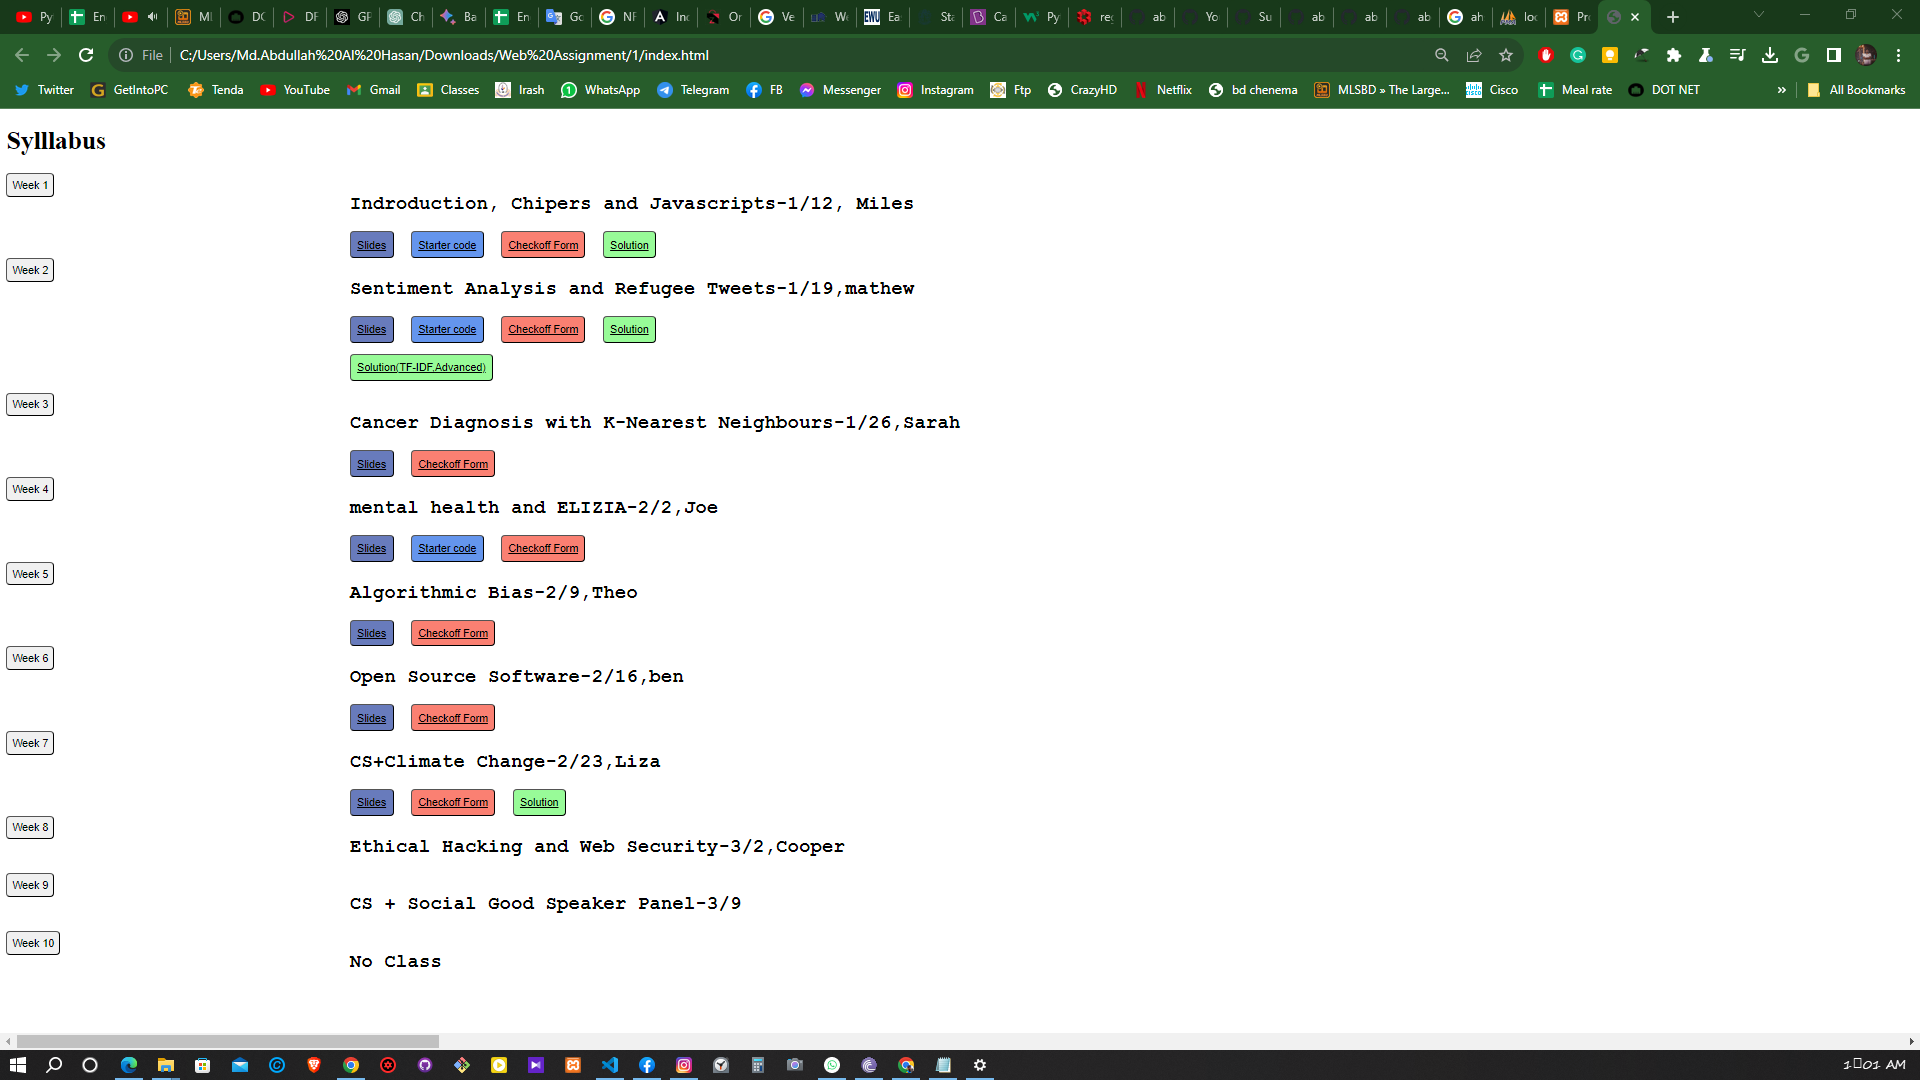 Py
En
MI
DC
DF
GF
Ch
Ba
En
Gc
NF
Inc
Or
Ve
We
Ea
Sta
Ca
Py
reg
ab
Yo
Su
ab
ab
ab
ah
loc
Pr
File
C:/Users/Md.Abdullah%20Al%20Hasan/Downloads/Web%20Assignment/1/index.html
Twitter GetIntoPC Tenda YouTube Gmail Classes Irash WhatsApp Telegram FB Messenger Instagram Ftp CrazyHD Netflix bd chenema MLSBD » The Large... Cisco Meal rate DOT NET » All Bookmarks
Sylllabus
Week 1
Indroduction, Chipers and Javascripts-1/12, Miles
Slides Starter code Checkoff Form Solution
Week 2
Sentiment Analysis and Refugee Tweets-1/19,mathew
Slides Starter code Checkoff Form Solution
Solution(TF-IDF,Advanced)
Week 3
Cancer Diagnosis with K-Nearest Neighbours-1/26,Sarah
Slides Checkoff Form
Week 4
mental health and ELIZIA-2/2,Joe
Slides Starter code Checkoff Form
Week 5
Algorithmic Bias-2/9,Theo
Slides Checkoff Form
Week 6
Open Source Software-2/16,ben
Slides Checkoff Form
Week 7
CS+Climate Change-2/23,Liza
Slides Checkoff Form Solution
Week 8
Ethical Hacking and Web Security-3/2,Cooper
Week 9
CS + Social Good Speaker Panel-3/9
Week 10
No Class
1▯01 AM